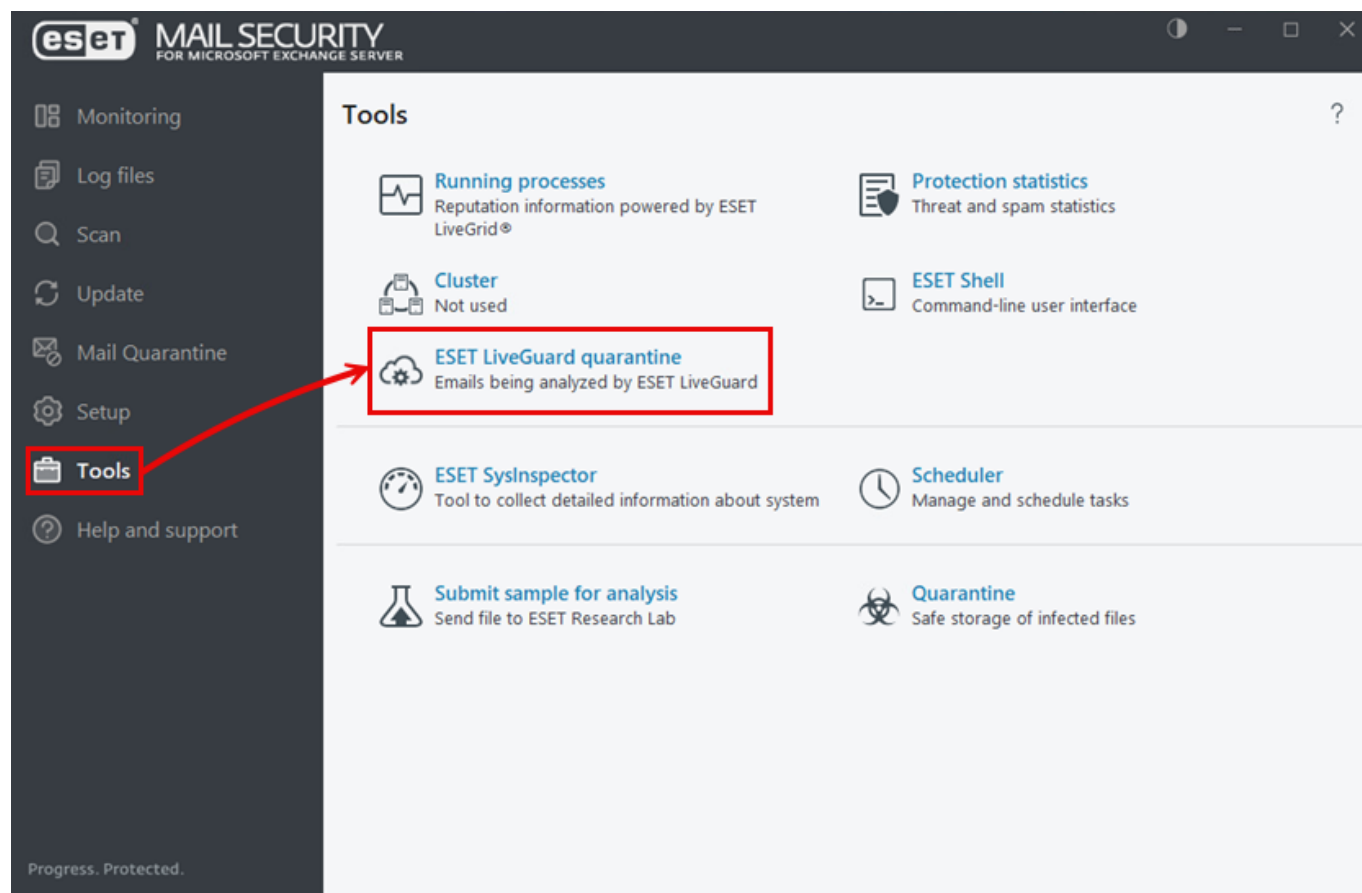 eseT® MAIL SECURITY
FOR MICROSOFT EXCHANGE SERVER
Monitoring
Log files
Scan
Update
Mail Quarantine
Setup
Tools
Help and support
Progress. Protected.
Tools
?
Running processes
Reputation information powered by ESET
LiveGrid®
Protection statistics
Threat and spam statistics
Cluster
Not used
ESET Shell
Command-line user interface
ESET LiveGuard quarantine
Emails being analyzed by ESET LiveGuard
ESET SysInspector
Tool to collect detailed information about system
Scheduler
Manage and schedule tasks
Submit sample for analysis
Send file to ESET Research Lab
Quarantine
Safe storage of infected files